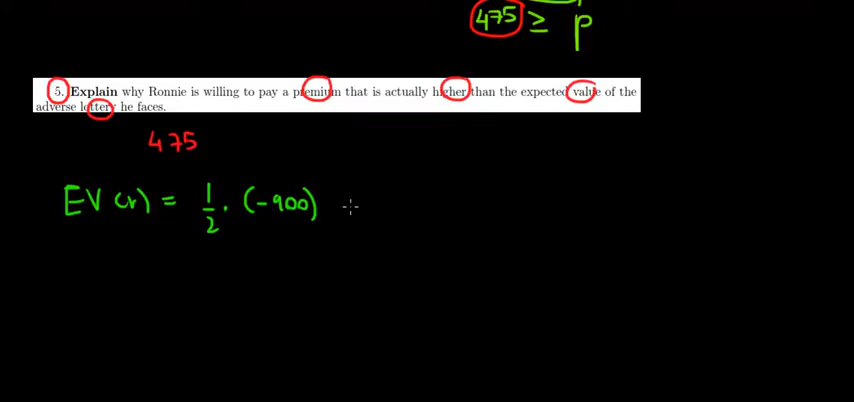 475 ≥ p
5. Explain why Ronnie is willing to pay a premium that is actually higher than the expected value of the
adverse lottery he faces.
475
EV(r) = 1/2 · (-900)